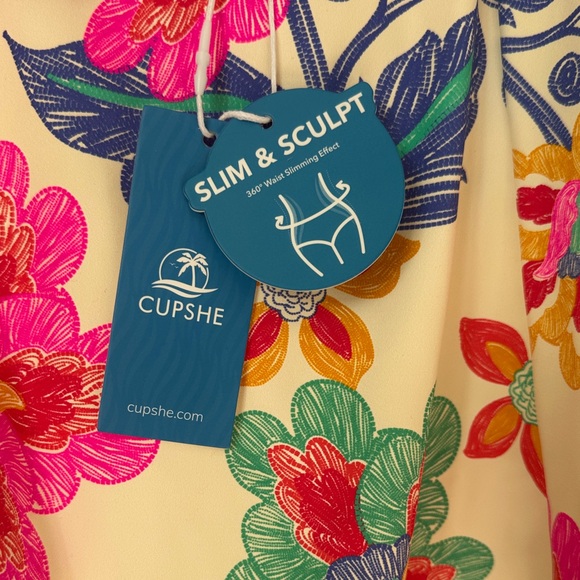 SLIM & SCULPT
360° Waist Slimming Effect
CUPSHE
cupshe.com